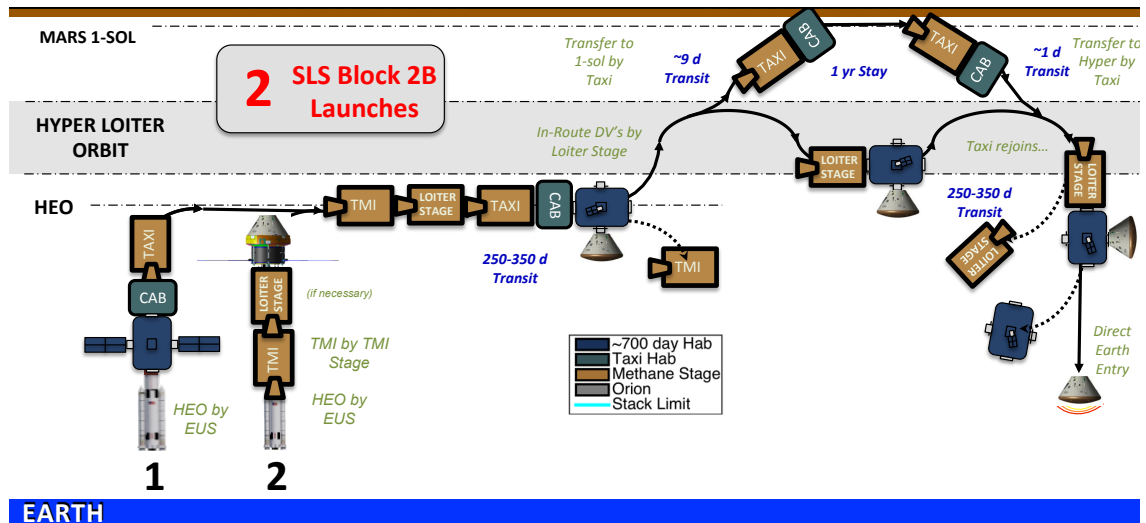 MARS 1-SOL
2 SLS Block 2B
Launches
HYPER LOITER
ORBIT
HEO
Transfer to
1-sol by
Taxi
~9 d
Transit
TAXI
CAB
1 yr Stay
TAXI
CAB
~1 d
Transit
Transfer to
Hyper by
Taxi
In-Route DV's by
Loiter Stage
LOITER
STAGE
Taxi rejoins...
LOITER
STAGE
250-350 d
Transit
LOITER
STAGE
TMI
LOITER
STAGE
TAXI
CAB
250-350 d
Transit
TMI
TAXI
CAB
HEO by
EUS
1
LOITER
STAGE
(if necessary)
TMI
TMI by TMI
Stage
HEO by
EUS
2
~700 day Hab
Taxi Hab
Methane Stage
Orion
Stack Limit
Direct
Earth
Entry
EARTH